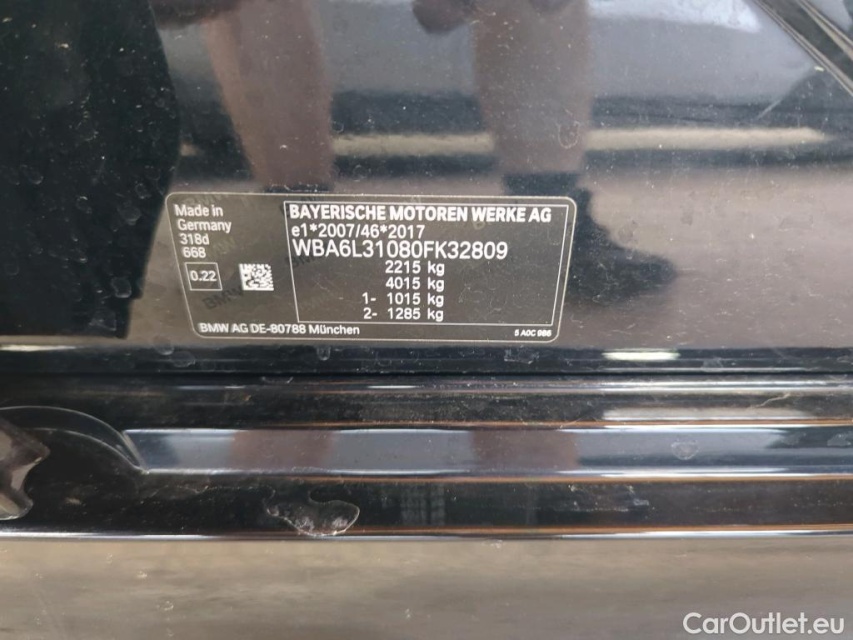 Made in
Germany
318d
668
0.22
BAYERISCHE MOTOREN WERKE AG
e1*2007/46*2017
WBA6L31080FK32809
2215 kg
4015 kg
1- 1015 kg
2- 1285 kg
BMW AG DE-80788 München
5 A0C 986
CarOutlet.eu